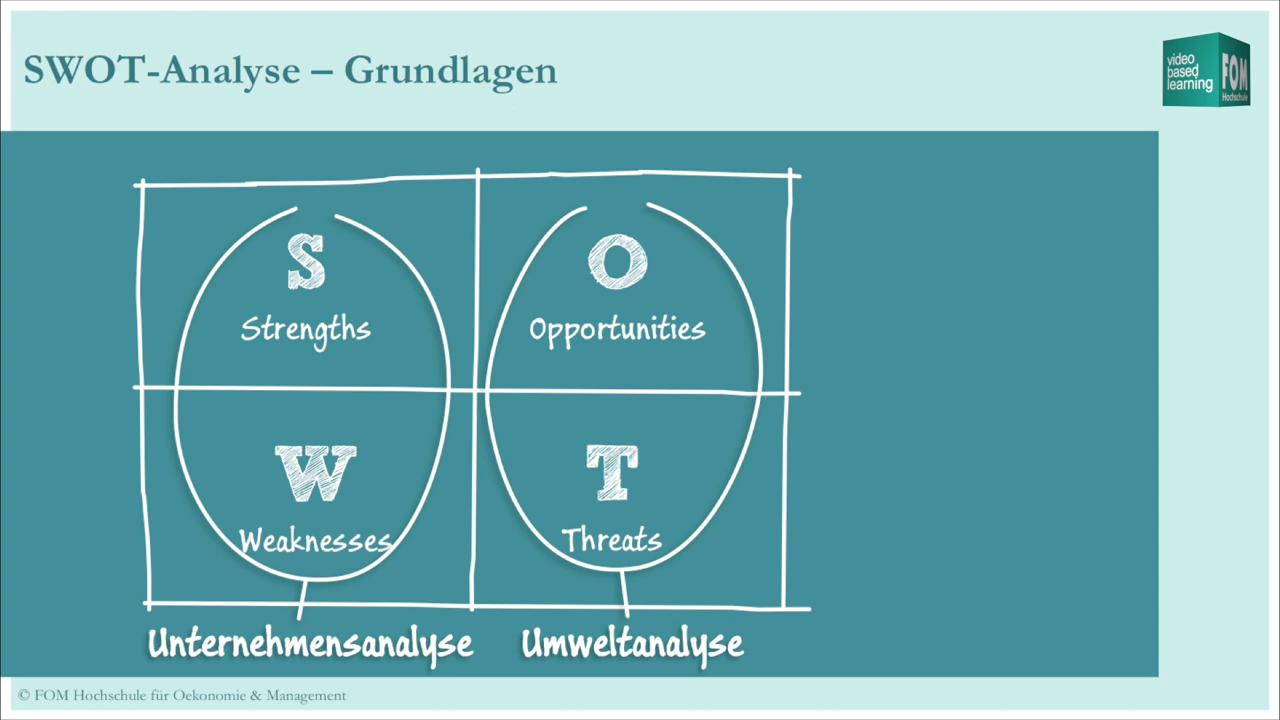 SWOT-Analyse – Grundlagen
video
based
learning
FOM
Hochschule
S
Strengths
O
Opportunities
W
Weaknesses
T
Threats
Unternehmensanalyse
Umweltanalyse
© FOM Hochschule für Oekonomie & Management